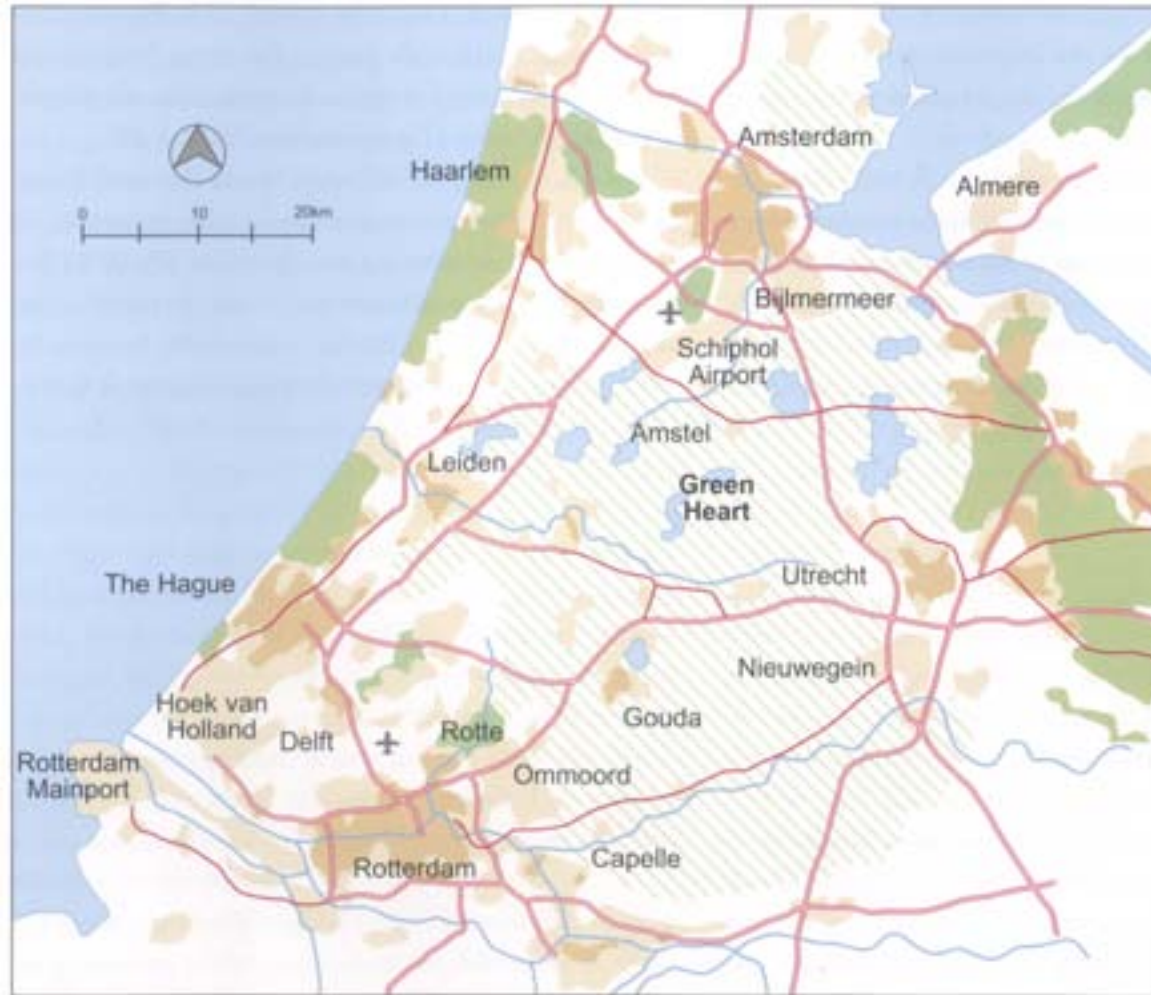 Amsterdam
Haarlem
Almere
0 10 20km
Bijlmermeer
Schiphol
Airport
Amstel
Leiden
Green
Heart
The Hague
Utrecht
Nieuwegein
Hoek van
Holland
Delft
Rotte
Gouda
Rotterdam
Mainport
Ommoord
Capelle
Rotterdam